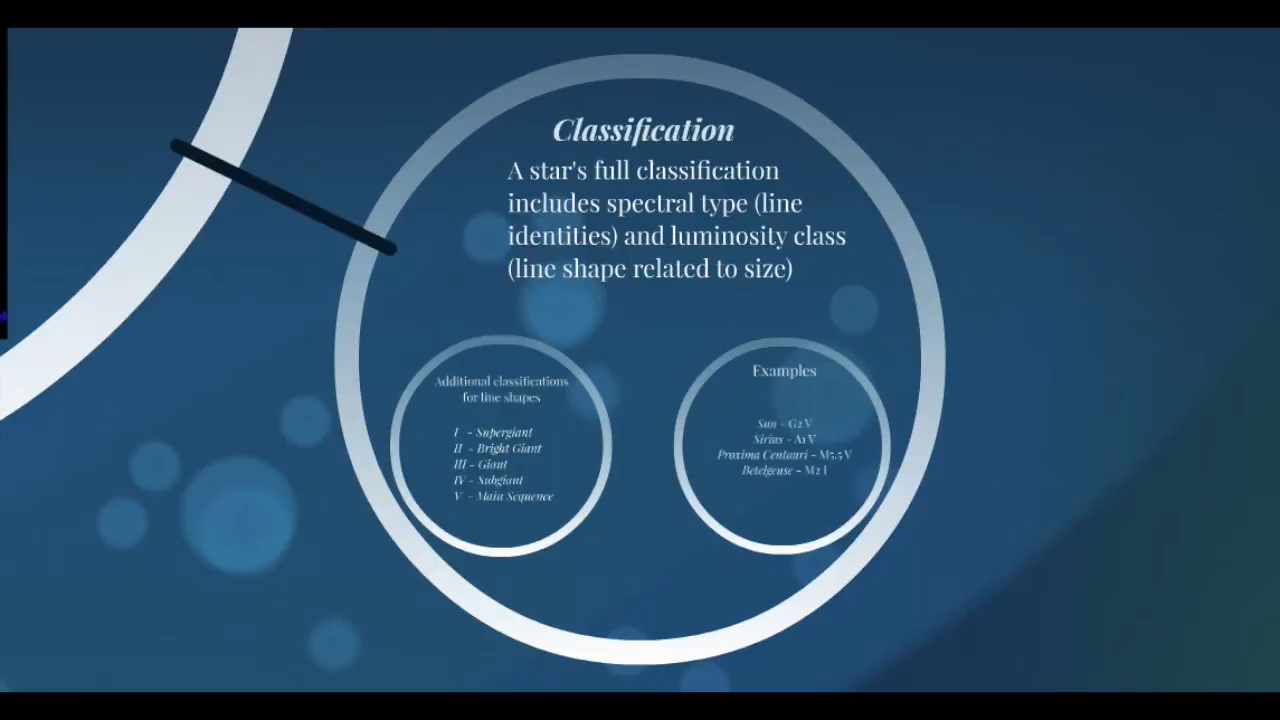 Classification
A star's full classification
includes spectral type (line
identities) and luminosity class
(line shape related to size)
Additional classifications
for line shapes
I - Supergiant
II - Bright Giant
III - Giant
IV - Subgiant
V - Main Sequence
Examples
Sun - G2 V
Sirius - A1 V
Proxima Centauri - M5.5 V
Betelgeuse - M2 I